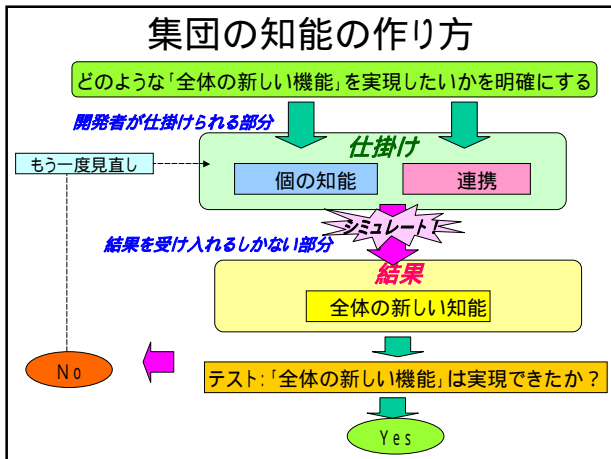 集団の知能の作り方
どのような「全体の新しい機能」を実現したいかを明確にする
開発者が仕掛けられる部分
仕掛け
もう一度見直し
個の知能
連携
シミュレート!
結果を受け入れるしかない部分
結果
全体の新しい知能
テスト:「全体の新しい機能」は実現できたか?
No
Yes